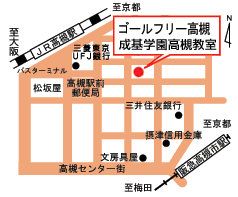 至京都
ゴールフリー高槻
成基学園高槻教室
N
至大阪
JR高槻駅
バスターミナル
三菱東京
UFJ銀行
松坂屋
高槻駅前
郵便局
三井住友銀行
至京都
摂津信用金庫
文房具屋
高槻センター街
阪急高槻市駅
至梅田